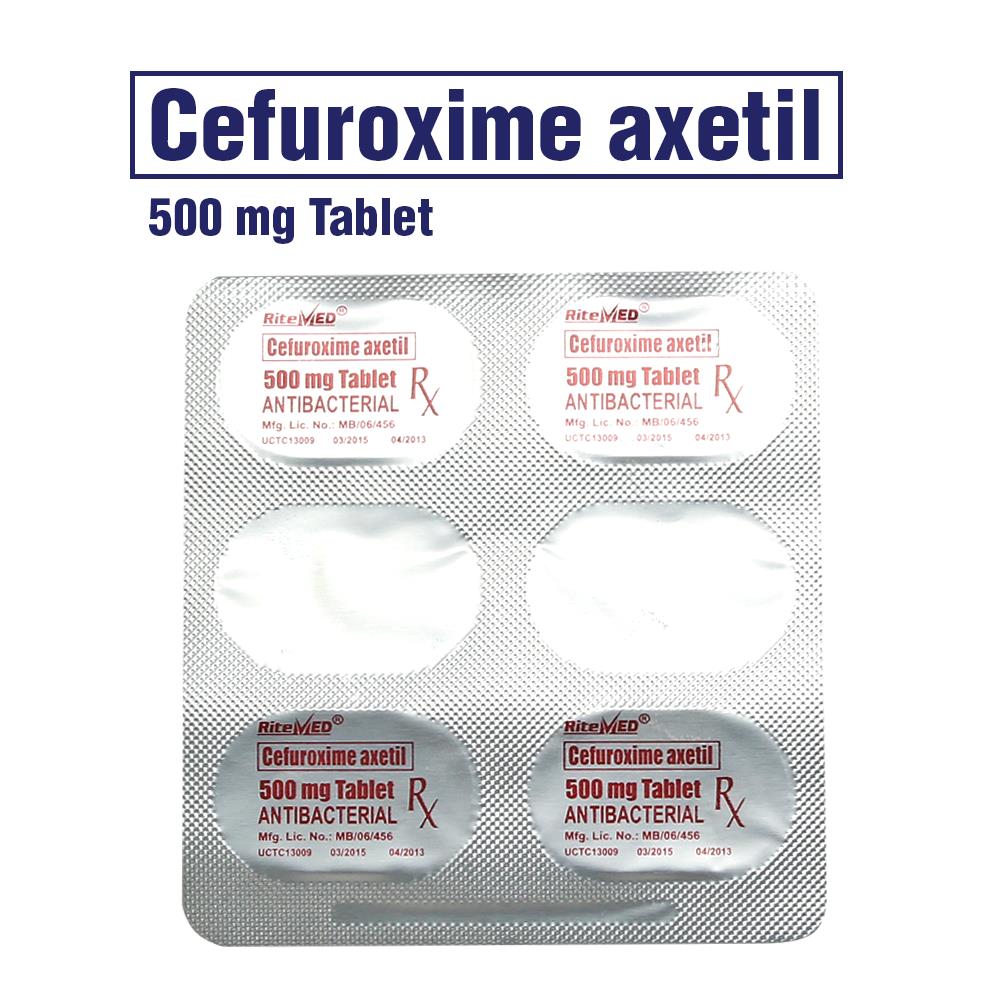 Cefuroxime axetil
500 mg Tablet
RiteMED®
Cefuroxime axetil
500 mg Tablet Rx
ANTIBACTERIAL
Mfg. Lic. No.: MB/06/456
UCTC13009 03/2015 04/2013
RiteMED®
Cefuroxime axetil
500 mg Tablet Rx
ANTIBACTERIAL
Mfg. Lic. No.: MB/06/456
UCTC13009 03/2015 04/2013
RiteMED®
Cefuroxime axetil
500 mg Tablet Rx
ANTIBACTERIAL
Mfg. Lic. No.: MB/06/456
UCTC13009 03/2015 04/2013
RiteMED®
Cefuroxime axetil
500 mg Tablet Rx
ANTIBACTERIAL
Mfg. Lic. No.: MB/06/456
UCTC13009 03/2015 04/2013